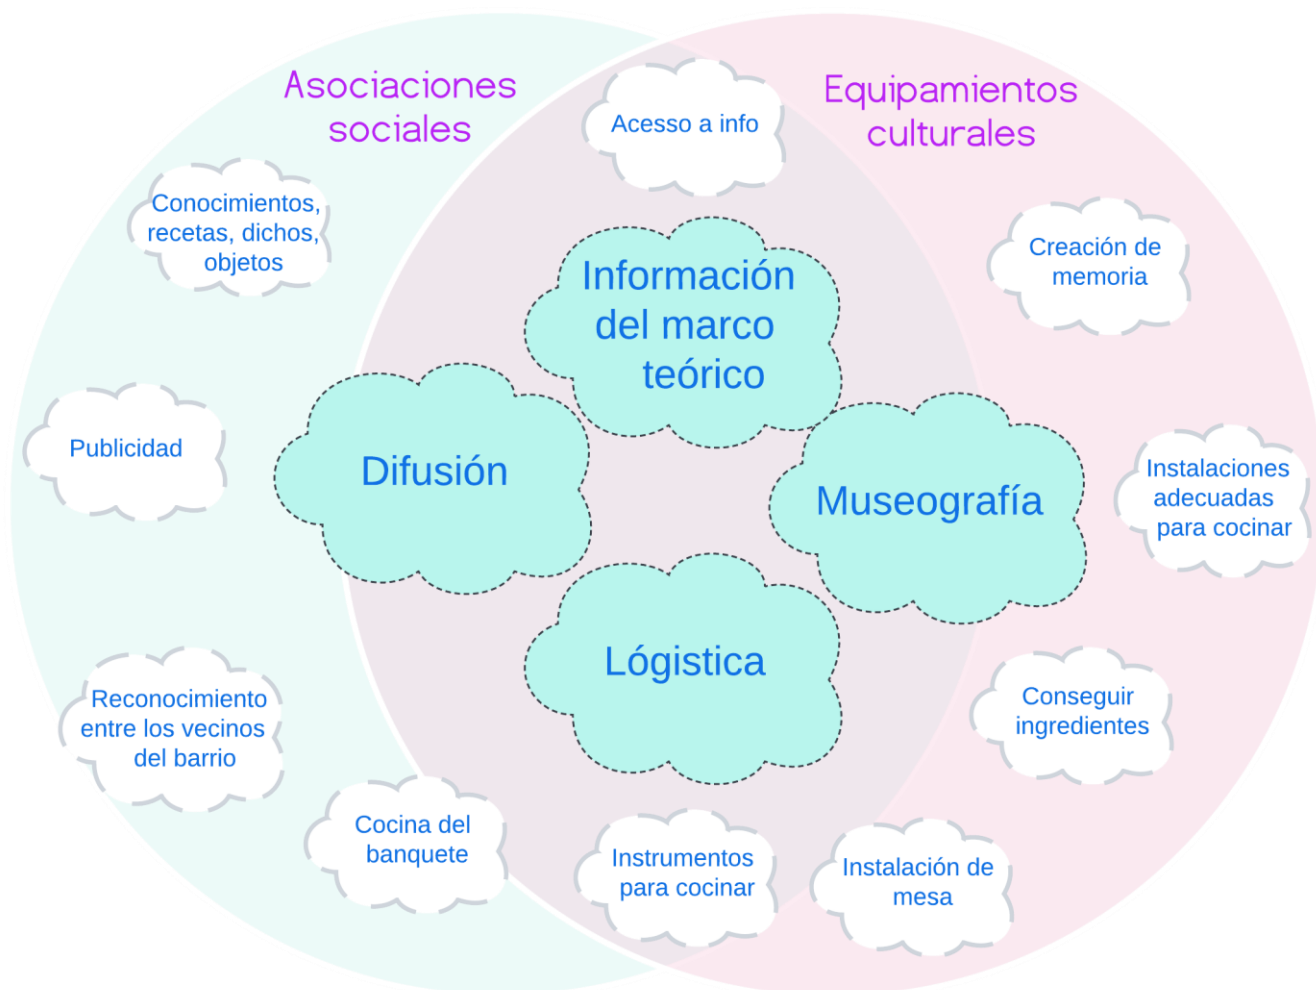 Asociaciones
sociales
Equipamientos
culturales
Acesso a info
Conocimientos,
recetas, dichos,
objetos
Creación de
memoria
Información
del marco
teórico
Publicidad
Difusión
Museografía
Instalaciones
adecuadas
para cocinar
Lógistica
Reconocimiento
entre los vecinos
del barrio
Conseguir
ingredientes
Cocina del
banquete
Instrumentos
para cocinar
Instalación de
mesa